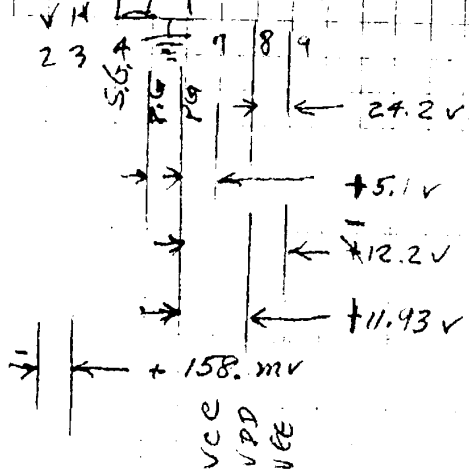 V H
2 3 4 7 8 9
S.G. P.G PG
24.2 v
+5.1 v
12.2 v
+11.93 v
+ 158. mv
VCC
VDD
VEE